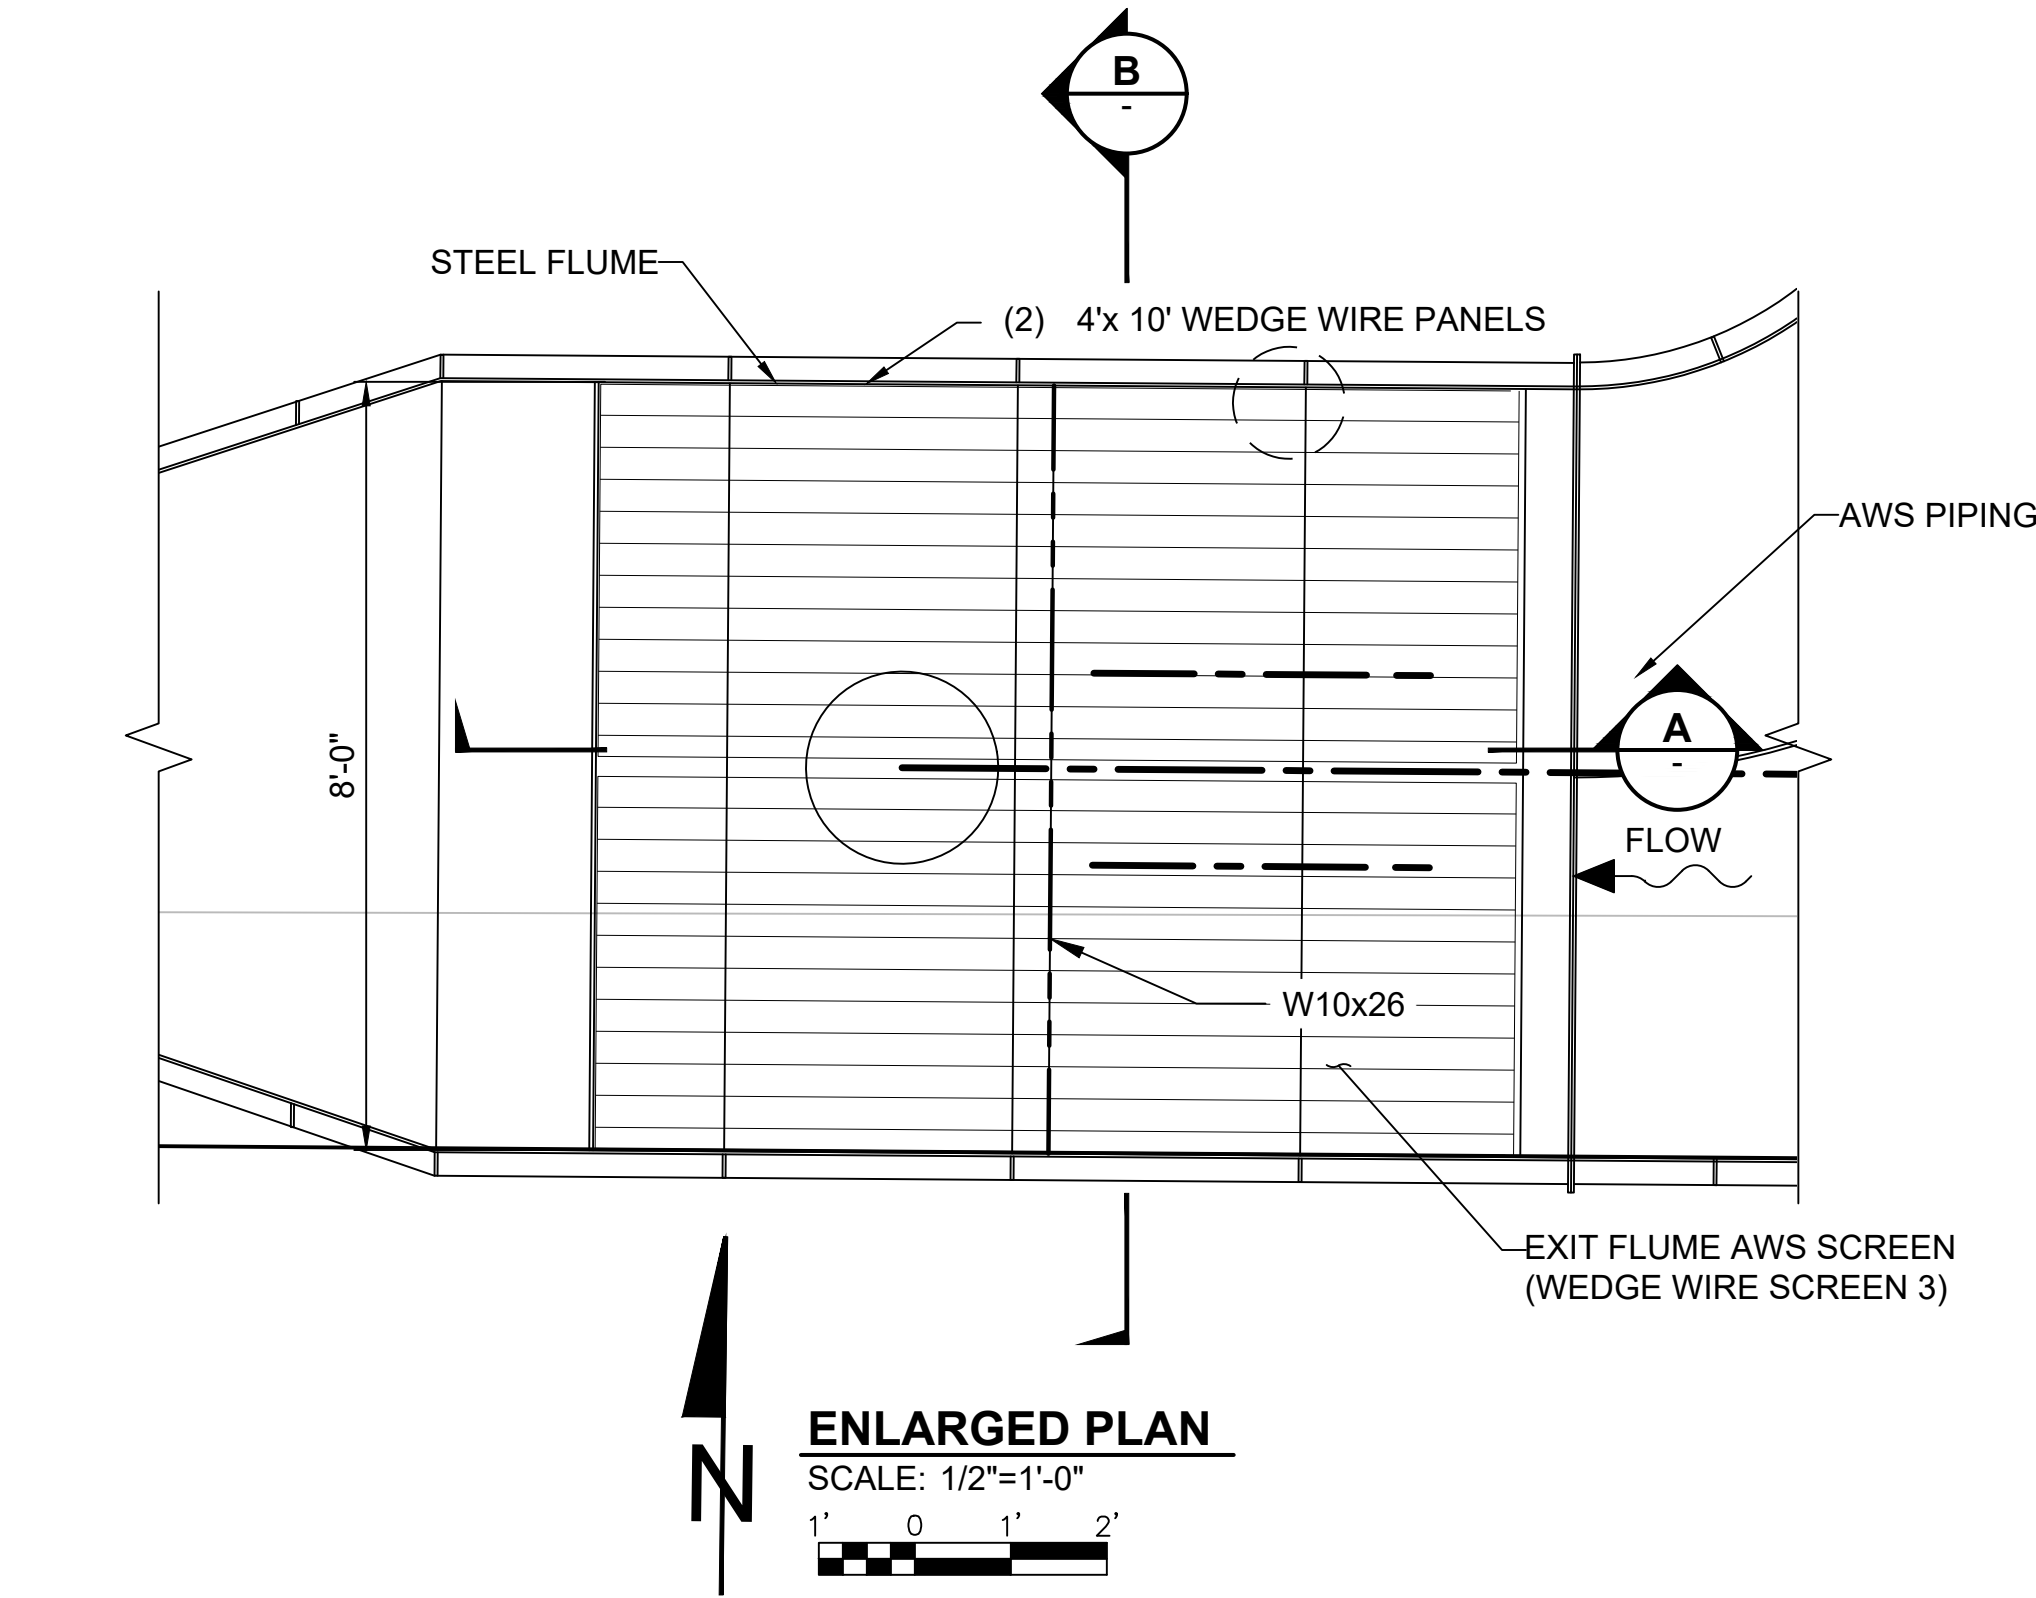 B
-
STEEL FLUME
(2) 4'x 10' WEDGE WIRE PANELS
AWS PIPING
8'-0"
A
-
FLOW
W10x26
EXIT FLUME AWS SCREEN
(WEDGE WIRE SCREEN 3)
N
ENLARGED PLAN
SCALE: 1/2"=1'-0"
1' 0 1' 2'